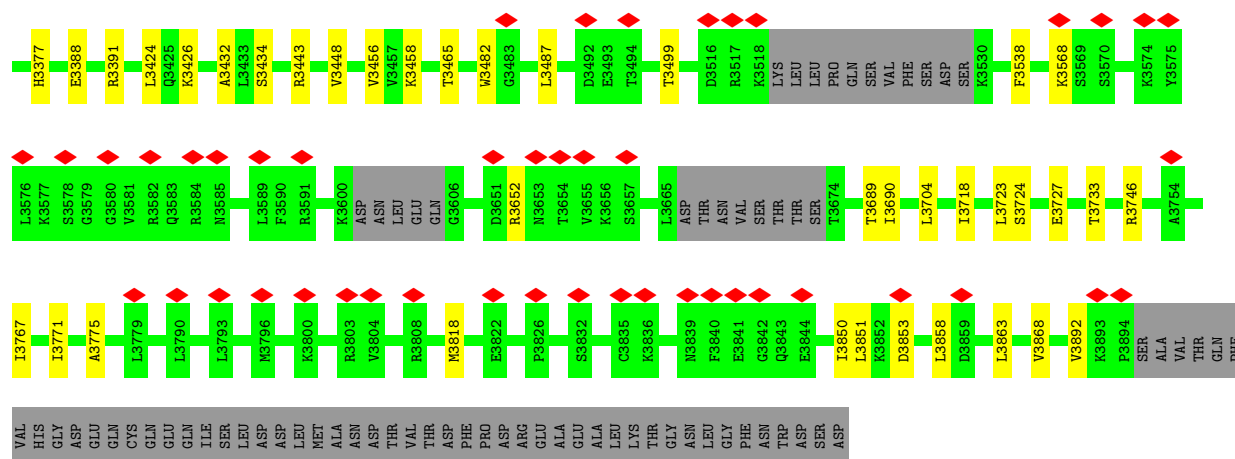 H3377 E3388 R3391 L3424 Q3425 K3426 A3432 L3433 S3434 R3443 V3448 V3456 V3457 K3458 T3465 W3482 G3483 L3487 D3492 E3493 T3494 T3499 D3516 R3517 K3518 LYS LEU LEU PRO GLN SER VAL PHE SER ASP SER K3530 F3538 K3568 S3569 S3570 K3574 Y3575
L3576 K3577 S3578 G3579 G3580 V3581 R3582 Q3583 R3584 N3585 L3589 F3590 R3591 K3600 ASP ASN LEU GLU GLN G3606 D3651 R3652 N3653 T3654 V3655 K3656 S3657 L3665 ASP THR ASN VAL SER THR THR SER T3674 T3689 I3690 L3704 I3718 L3723 S3724 E3727 T3733 R3746 A3754
I3767 I3771 A3775 L3779 L3790 L3793 M3796 K3800 R3803 V3804 R3808 M3818 E3822 P3826 S3832 C3835 K3836 N3839 F3840 E3841 G3842 Q3843 E3844 I3850 L3851 K3852 D3853 L3858 D3859 L3863 V3868 V3892 K3893 P3894 SER ALA VAL THR GLN PHE
VAL HIS GLY ASP GLU GLN CYS GLN GLU GLN ILE SER LEU ASP ASP LEU MET ALA ASN ASP THR VAL THR ASP PHE PRO ASP ARG GLU ALA GLU ALA LEU LYS THR GLY ASN LEU GLY PHE ASN TRP ASP SER ASP